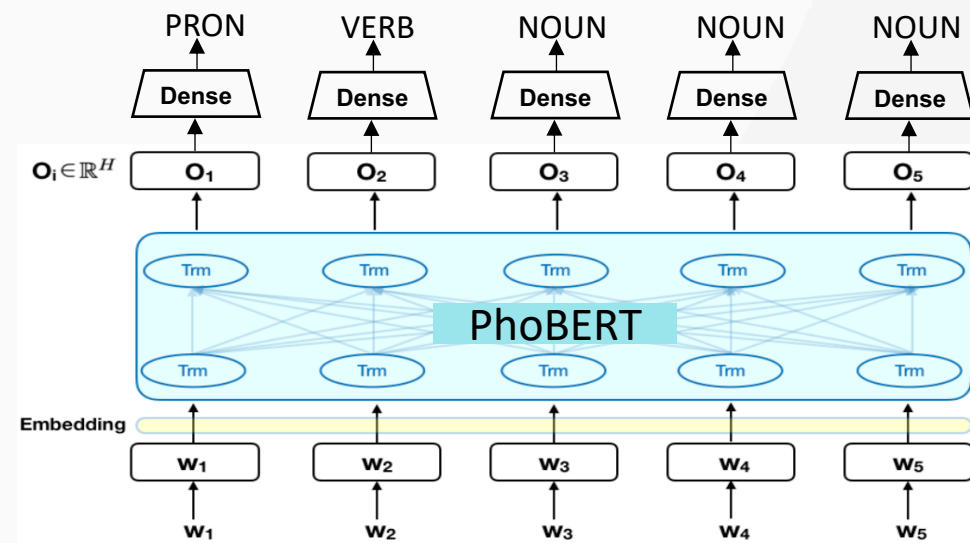 PRON VERB NOUN NOUN NOUN
Dense Dense Dense Dense Dense
Oᵢ∈ℝᴴ O₁ O₂ O₃ O₄ O₅
Trm Trm Trm Trm Trm
PhoBERT
Trm Trm Trm Trm Trm
Embedding
w₁ w₂ w₃ w₄ w₅
w₁ w₂ w₃ w₄ w₅